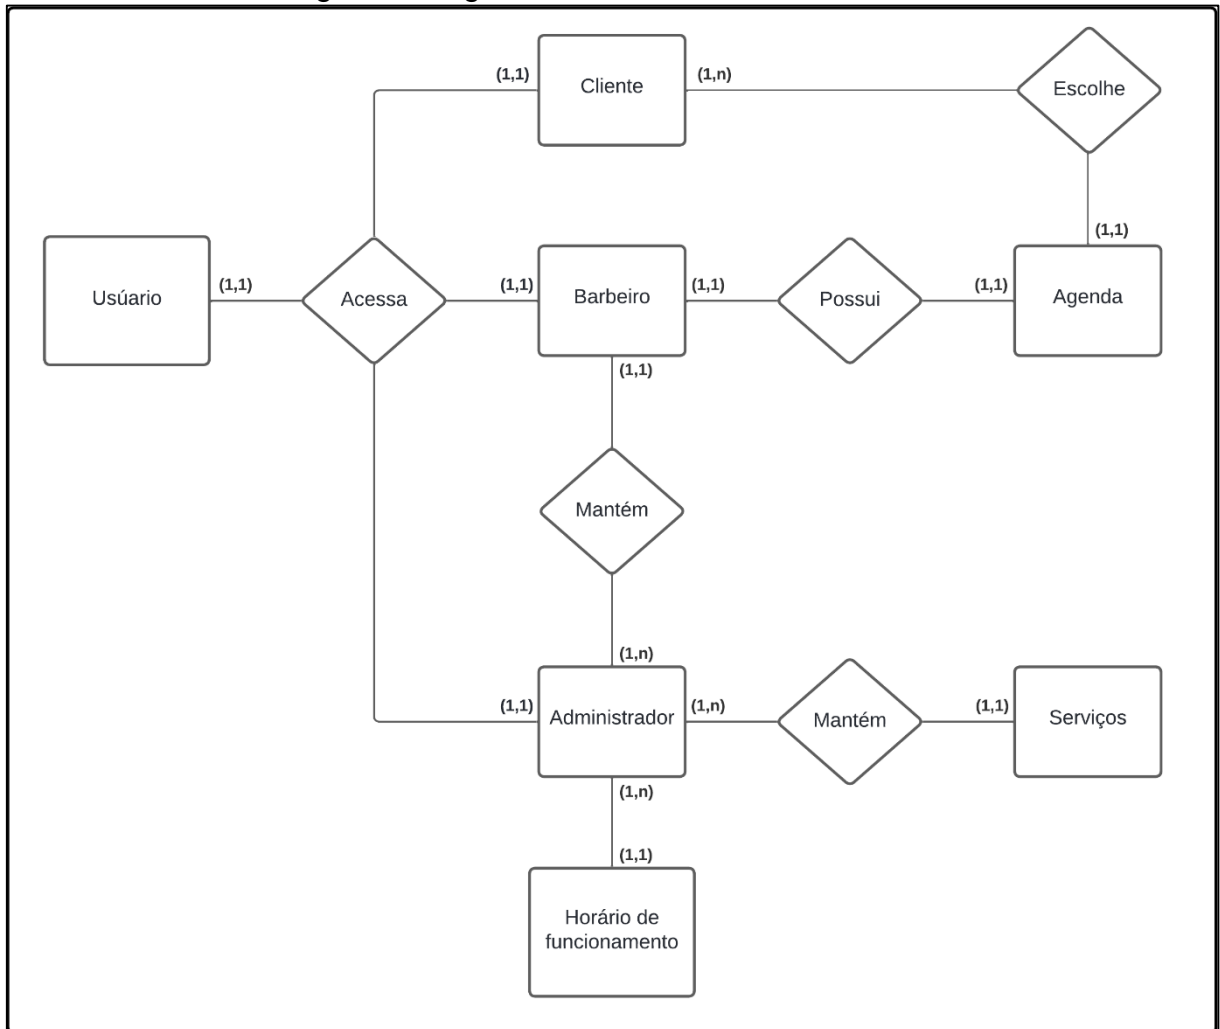 (1,1)
Cliente
(1,n)
Escolhe
(1,1)
Usúario
(1,1)
Acessa
(1,1)
Barbeiro
(1,1)
Possui
(1,1)
Agenda
(1,1)
Mantém
(1,n)
(1,1)
Administrador
(1,n)
Mantém
(1,1)
Serviços
(1,n)
(1,1)
Horário de
funcionamento